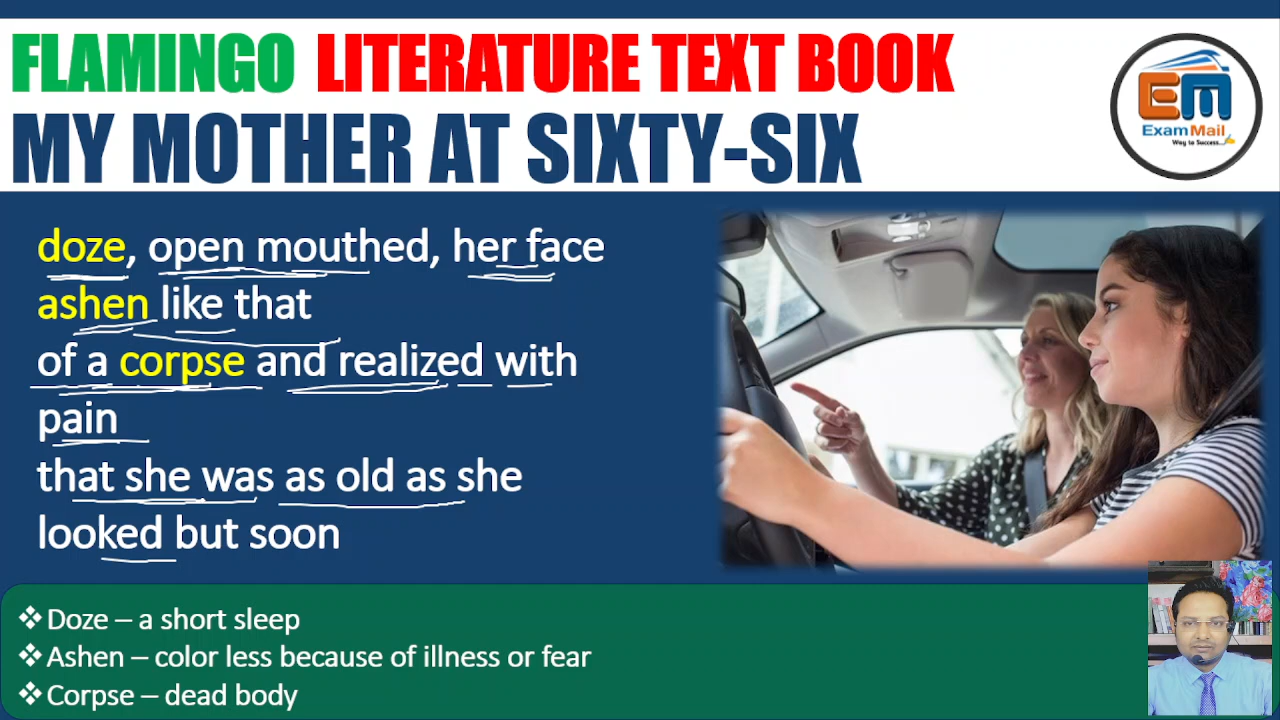 FLAMINGO LITERATURE TEXT BOOK
MY MOTHER AT SIXTY-SIX
EM
ExamMail
Way to Success...
doze, open mouthed, her face
ashen like that
of a corpse and realized with
pain
that she was as old as she
looked but soon
❖Doze – a short sleep
❖Ashen – color less because of illness or fear
❖Corpse – dead body